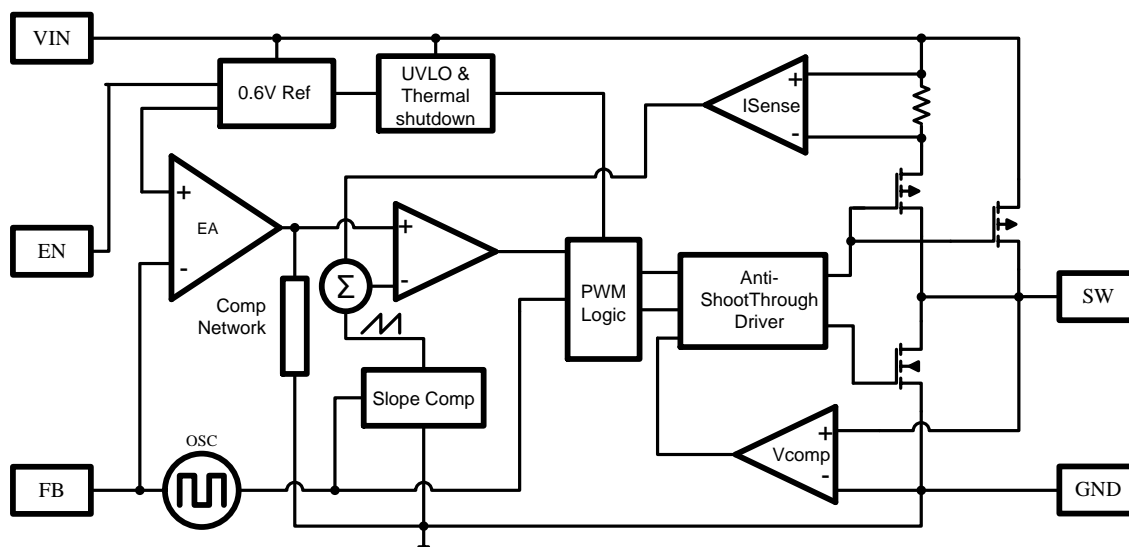 VIN
0.6V Ref
UVLO &
Thermal
shutdown
+
ISense
-
+
EA
-
EN
+
-
Σ
Comp
Network
PWM
Logic
Anti-
ShootThrough
Driver
SW
Slope Comp
OSC
FB
+
Vcomp
-
GND